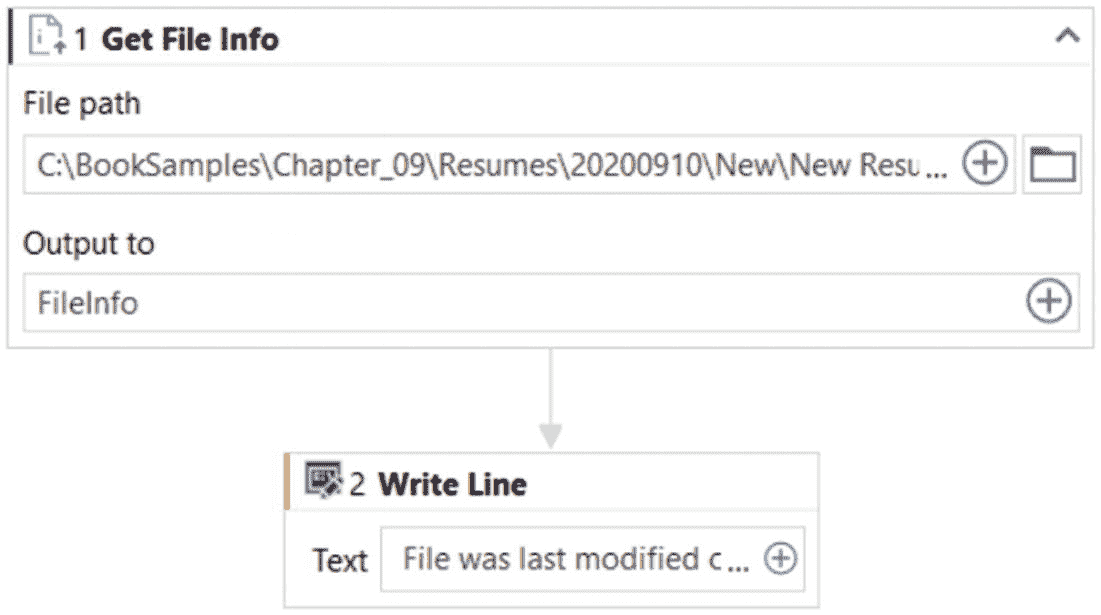 1 Get File Info
File path
C:\BookSamples\Chapter_09\Resumes\20200910\New\New Resu...
Output to
FileInfo
2 Write Line
Text File was last modified c...